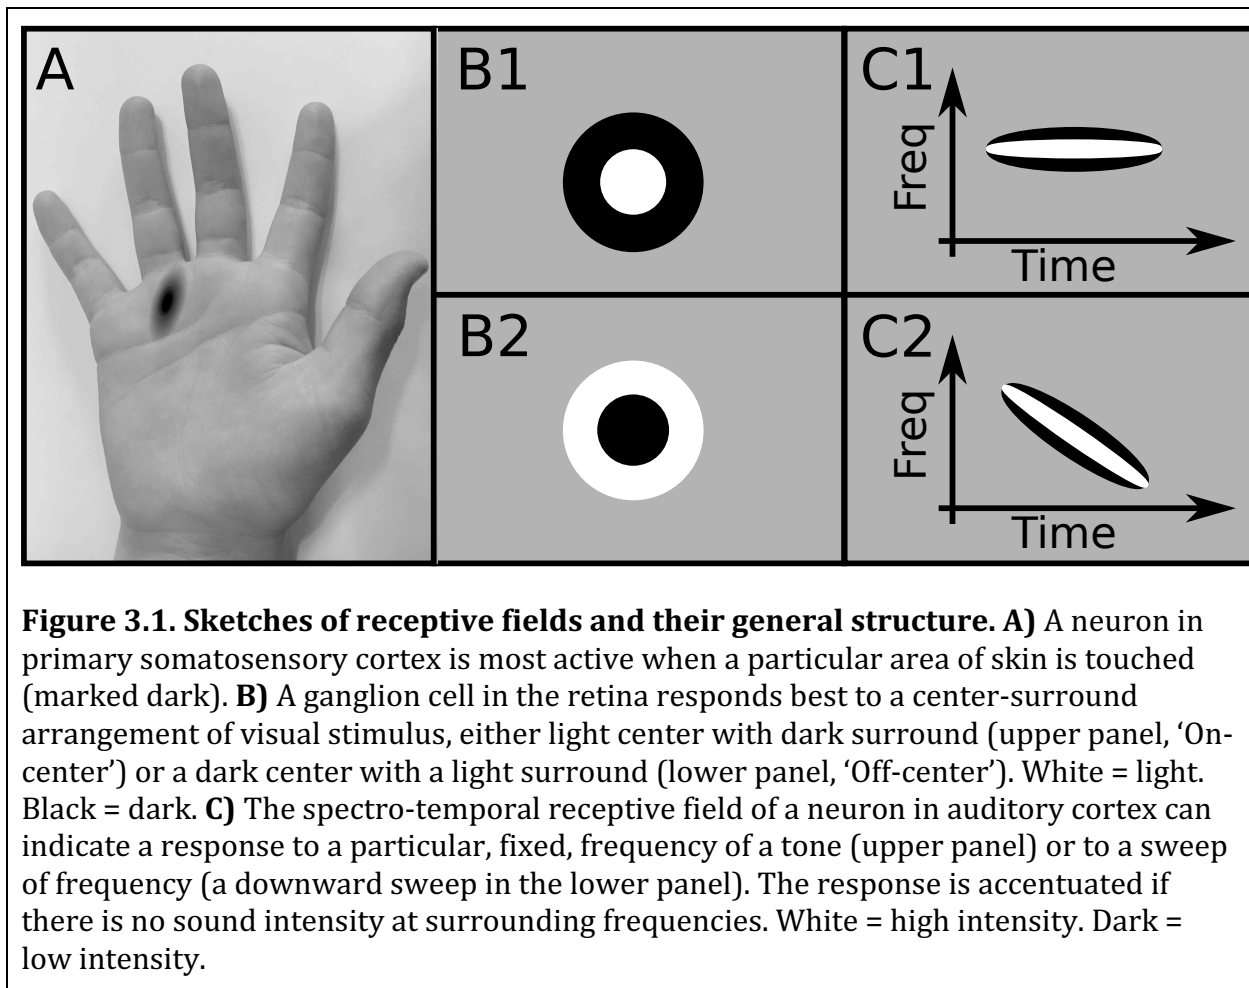 A
B1
C1
Freq
Time
B2
C2
Freq
Time
Figure 3.1. Sketches of receptive fields and their general structure. A) A neuron in
primary somatosensory cortex is most active when a particular area of skin is touched
(marked dark). B) A ganglion cell in the retina responds best to a center-surround
arrangement of visual stimulus, either light center with dark surround (upper panel, ‘On-
center’) or a dark center with a light surround (lower panel, ‘Off-center’). White = light.
Black = dark. C) The spectro-temporal receptive field of a neuron in auditory cortex can
indicate a response to a particular, fixed, frequency of a tone (upper panel) or to a sweep
of frequency (a downward sweep in the lower panel). The response is accentuated if
there is no sound intensity at surrounding frequencies. White = high intensity. Dark =
low intensity.